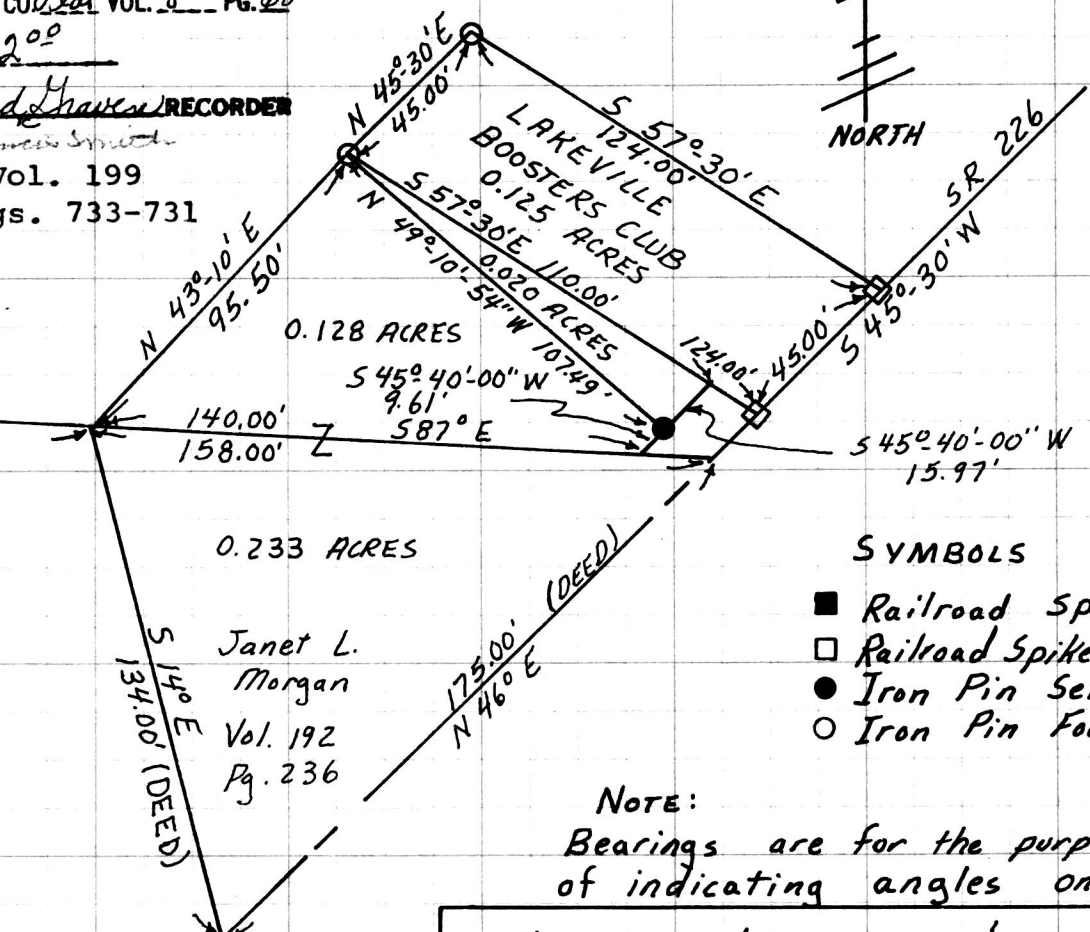 VOL. PG.
2⁰⁰
RECORDER
Vol. 199
gs. 733-731
N 45°-30' E
45.00'
S 57°-30' E
124.00'
LAKEVILLE
BOOSTERS CLUB
0.125 ACRES
NORTH
SR 226
S 45°-30' W
45.00'
N 43°-10' E
95.50'
S 57°-30' E
110.00'
124.00'
0.020 ACRES
N 49°-10'-54" W 107.49'
0.128 ACRES
S 45°-40'-00" W
9.61'
S 45°-40'-00" W
15.97'
140.00'
158.00'
Z
S 87° E
0.233 ACRES
S 14° E
134.00' (DEED)
Janet L.
Morgan
Vol. 192
Pg. 236
175.00' (DEED)
N 46° E
SYMBOLS
Railroad Sp
Railroad Spike
Iron Pin Se
Iron Pin Fo
NOTE:
Bearings are for the purp
of indicating angles on